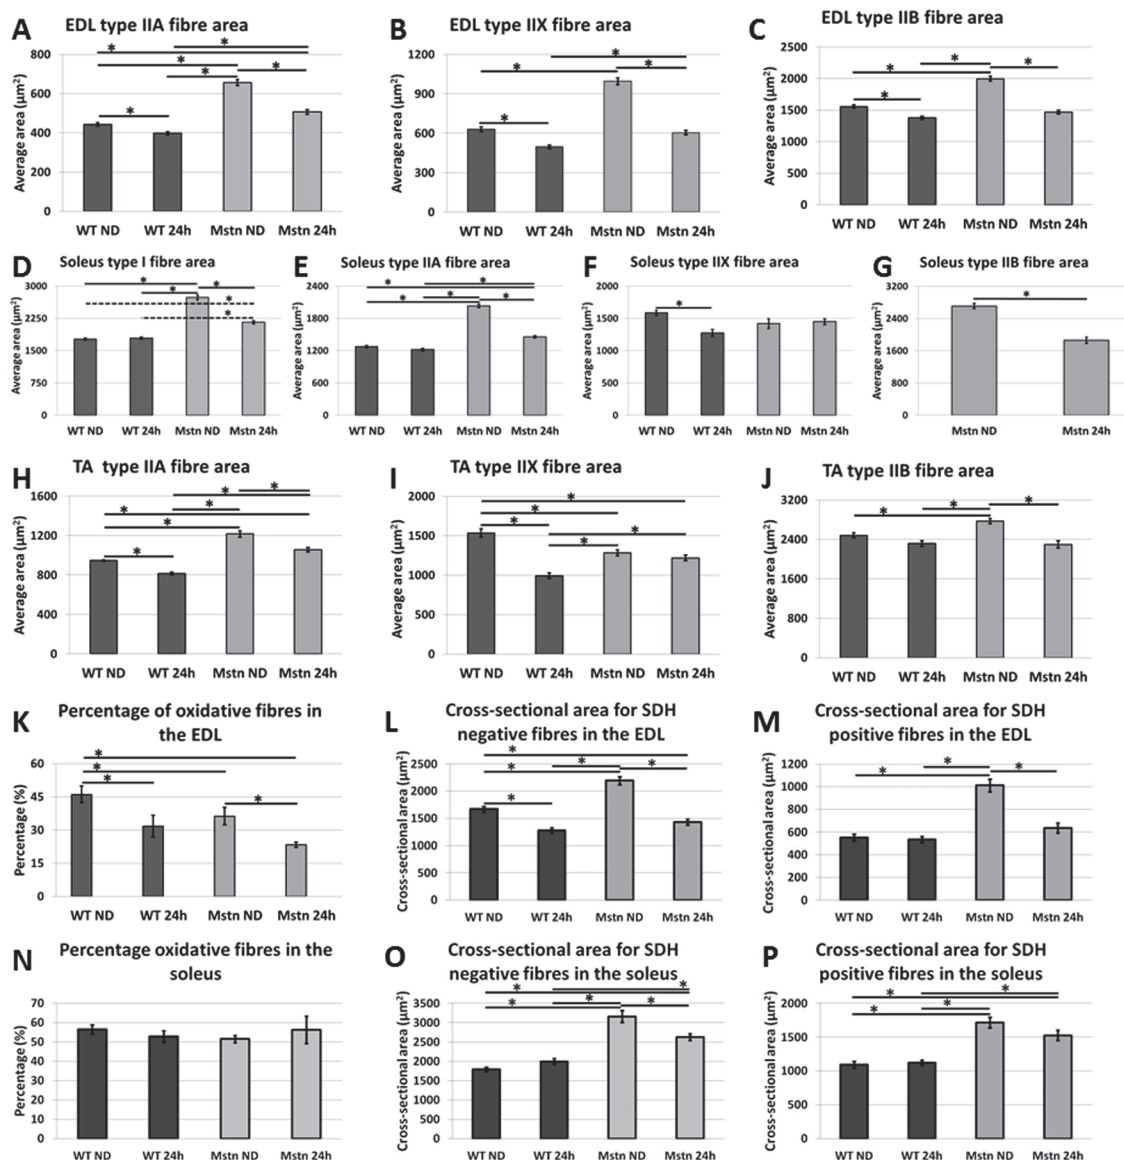 A EDL type IIA fibre area
Average area (µm²)
800
600
400
200
0
* * * * * *
WT ND WT 24h Mstn ND Mstn 24h
B EDL type IIX fibre area
Average area (µm²)
1200
900
600
300
0
* * * *
WT ND WT 24h Mstn ND Mstn 24h
C EDL type IIB fibre area
Average area (µm²)
2500
2000
1500
1000
500
0
* * * *
WT ND WT 24h Mstn ND Mstn 24h
D Soleus type I fibre area
Average area (µm²)
3000
2250
1500
750
0
* * * * *
WT ND WT 24h Mstn ND Mstn 24h
E Soleus type IIA fibre area
Average area (µm²)
2400
1800
1200
600
0
* * * * *
WT ND WT 24h Mstn ND Mstn 24h
F Soleus type IIX fibre area
Average area (µm²)
2000
1500
1000
500
0
*
WT ND WT 24h Mstn ND Mstn 24h
G Soleus type IIB fibre area
Average area (µm²)
3200
2400
1600
800
0
*
Mstn ND Mstn 24h
H TA type IIA fibre area
Average area (µm²)
1600
1200
800
400
0
* * * * * *
WT ND WT 24h Mstn ND Mstn 24h
I TA type IIX fibre area
Average area (µm²)
2000
1500
1000
500
0
* * * * *
WT ND WT 24h Mstn ND Mstn 24h
J TA type IIB fibre area
Average area (µm²)
3200
2400
1600
800
0
* * * *
WT ND WT 24h Mstn ND Mstn 24h
K Percentage of oxidative fibres in
the EDL
Percentage (%)
60
45
30
15
0
* * * *
WT ND WT 24h Mstn ND Mstn 24h
L Cross-sectional area for SDH
negative fibres in the EDL
Cross-sectional area (µm²)
2500
2000
1500
1000
500
0
* * * * *
WT ND WT 24h Mstn ND Mstn 24h
M Cross-sectional area for SDH
positive fibres in the EDL
Cross-sectional area (µm²)
1200
1000
800
600
400
200
0
* * *
WT ND WT 24h Mstn ND Mstn 24h
N Percentage oxidative fibres in the
soleus
Percentage (%)
70
60
50
40
30
20
10
0
WT ND WT 24h Mstn ND Mstn 24h
O Cross-sectional area for SDH
negative fibres in the soleus
Cross-sectional area (µm²)
3500
3000
2500
2000
1500
1000
500
0
* * * * *
WT ND WT 24h Mstn ND Mstn 24h
P Cross-sectional area for SDH
positive fibres in the soleus
Cross-sectional area (µm²)
2000
1500
1000
500
0
* * * *
WT ND WT 24h Mstn ND Mstn 24h